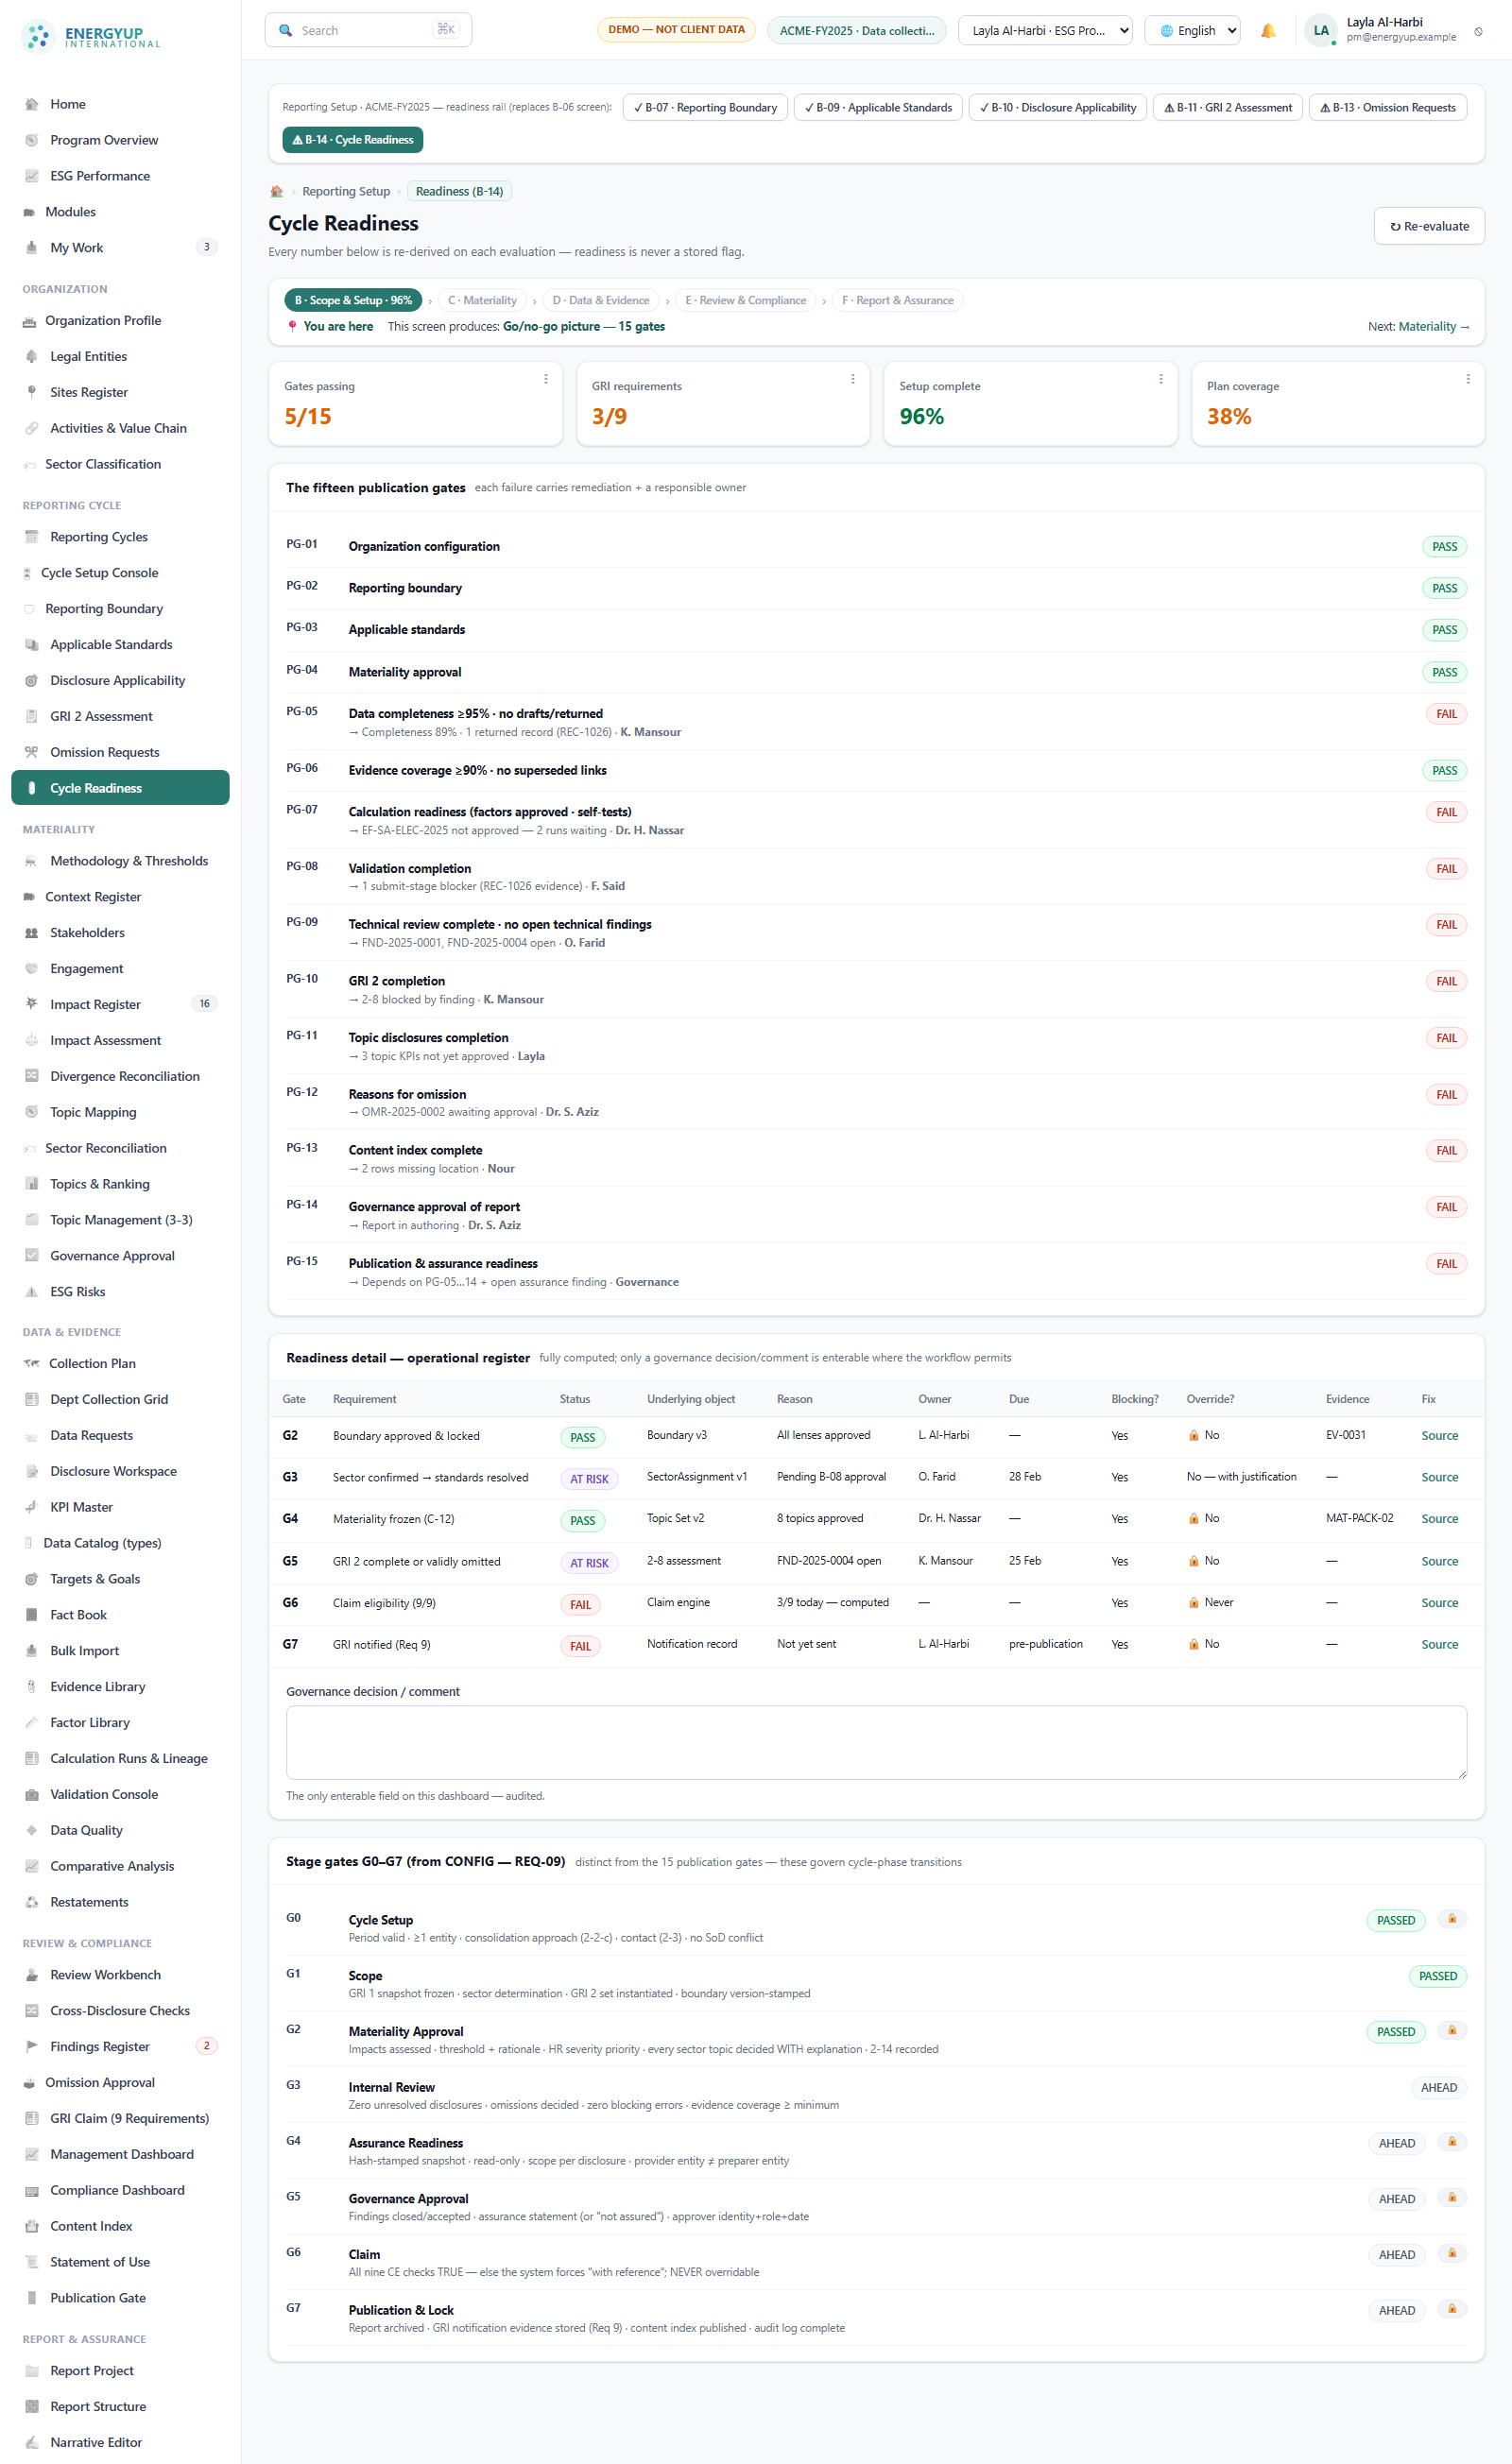 ENERGYUP
INTERNATIONAL
Home
Program Overview
ESG Performance
Modules
My Work 3
ORGANIZATION
Organization Profile
Legal Entities
Sites Register
Activities & Value Chain
Sector Classification
REPORTING CYCLE
Reporting Cycles
Cycle Setup Console
Reporting Boundary
Applicable Standards
Disclosure Applicability
GRI 2 Assessment
Omission Requests
Cycle Readiness
MATERIALITY
Methodology & Thresholds
Context Register
Stakeholders
Engagement
Impact Register 16
Impact Assessment
Divergence Reconciliation
Topic Mapping
Sector Reconciliation
Topics & Ranking
Topic Management (3-3)
Governance Approval
ESG Risks
DATA & EVIDENCE
Collection Plan
Dept Collection Grid
Data Requests
Disclosure Workspace
KPI Master
Data Catalog (types)
Targets & Goals
Fact Book
Bulk Import
Evidence Library
Factor Library
Calculation Runs & Lineage
Validation Console
Data Quality
Comparative Analysis
Restatements
REVIEW & COMPLIANCE
Review Workbench
Cross-Disclosure Checks
Findings Register 2
Omission Approval
GRI Claim (9 Requirements)
Management Dashboard
Compliance Dashboard
Content Index
Statement of Use
Publication Gate
REPORT & ASSURANCE
Report Project
Report Structure
Narrative Editor
Search ⌘K
DEMO — NOT CLIENT DATA
ACME-FY2025 · Data collecti...
Layla Al-Harbi · ESG Pro...
English
LA
Layla Al-Harbi
pm@energyup.example
Reporting Setup · ACME-FY2025 — readiness rail (replaces B-06 screen): ✓ B-07 · Reporting Boundary ✓ B-09 · Applicable Standards ✓ B-10 · Disclosure Applicability ⚠ B-11 · GRI 2 Assessment ⚠ B-13 · Omission Requests
⚠ B-14 · Cycle Readiness
› Reporting Setup › Readiness (B-14)
Cycle Readiness
Every number below is re-derived on each evaluation — readiness is never a stored flag.
↻ Re-evaluate
B · Scope & Setup · 96% › C · Materiality › D · Data & Evidence › E · Review & Compliance › F · Report & Assurance
You are here This screen produces: Go/no-go picture — 15 gates
Next: Materiality →
Gates passing ⋮
5/15
GRI requirements ⋮
3/9
Setup complete ⋮
96%
Plan coverage ⋮
38%
The fifteen publication gates each failure carries remediation + a responsible owner
PG-01 Organization configuration PASS
PG-02 Reporting boundary PASS
PG-03 Applicable standards PASS
PG-04 Materiality approval PASS
PG-05 Data completeness ≥95% · no drafts/returned FAIL
→ Completeness 89% · 1 returned record (REC-1026) · K. Mansour
PG-06 Evidence coverage ≥90% · no superseded links PASS
PG-07 Calculation readiness (factors approved · self-tests) FAIL
→ EF-SA-ELEC-2025 not approved — 2 runs waiting · Dr. H. Nassar
PG-08 Validation completion FAIL
→ 1 submit-stage blocker (REC-1026 evidence) · F. Said
PG-09 Technical review complete · no open technical findings FAIL
→ FND-2025-0001, FND-2025-0004 open · O. Farid
PG-10 GRI 2 completion FAIL
→ 2-8 blocked by finding · K. Mansour
PG-11 Topic disclosures completion FAIL
→ 3 topic KPIs not yet approved · Layla
PG-12 Reasons for omission FAIL
→ OMR-2025-0002 awaiting approval · Dr. S. Aziz
PG-13 Content index complete FAIL
→ 2 rows missing location · Nour
PG-14 Governance approval of report FAIL
→ Report in authoring · Dr. S. Aziz
PG-15 Publication & assurance readiness FAIL
→ Depends on PG-05…14 + open assurance finding · Governance
Readiness detail — operational register fully computed; only a governance decision/comment is enterable where the workflow permits
Gate Requirement Status Underlying object Reason Owner Due Blocking? Override? Evidence Fix
G2 Boundary approved & locked PASS Boundary v3 All lenses approved L. Al-Harbi — Yes No EV-0031 Source
G3 Sector confirmed → standards resolved AT RISK SectorAssignment v1 Pending B-08 approval O. Farid 28 Feb Yes No — with justification — Source
G4 Materiality frozen (C-12) PASS Topic Set v2 8 topics approved Dr. H. Nassar — Yes No MAT-PACK-02 Source
G5 GRI 2 complete or validly omitted AT RISK 2-8 assessment FND-2025-0004 open K. Mansour 25 Feb Yes No — Source
G6 Claim eligibility (9/9) FAIL Claim engine 3/9 today — computed — — Yes Never — Source
G7 GRI notified (Req 9) FAIL Notification record Not yet sent L. Al-Harbi pre-publication Yes No — Source
Governance decision / comment
The only enterable field on this dashboard — audited.
Stage gates G0–G7 (from CONFIG — REQ-09) distinct from the 15 publication gates — these govern cycle-phase transitions
G0 Cycle Setup PASSED
Period valid · ≥1 entity · consolidation approach (2-2-c) · contact (2-3) · no SoD conflict
G1 Scope PASSED
GRI 1 snapshot frozen · sector determination · GRI 2 set instantiated · boundary version-stamped
G2 Materiality Approval PASSED
Impacts assessed · threshold + rationale · HR severity priority · every sector topic decided WITH explanation · 2-14 recorded
G3 Internal Review AHEAD
Zero unresolved disclosures · omissions decided · zero blocking errors · evidence coverage ≥ minimum
G4 Assurance Readiness AHEAD
Hash-stamped snapshot · read-only · scope per disclosure · provider entity ≠ preparer entity
G5 Governance Approval AHEAD
Findings closed/accepted · assurance statement (or "not assured") · approver identity+role+date
G6 Claim AHEAD
All nine CE checks TRUE — else the system forces "with reference"; NEVER overridable
G7 Publication & Lock AHEAD
Report archived · GRI notification evidence stored (Req 9) · content index published · audit log complete